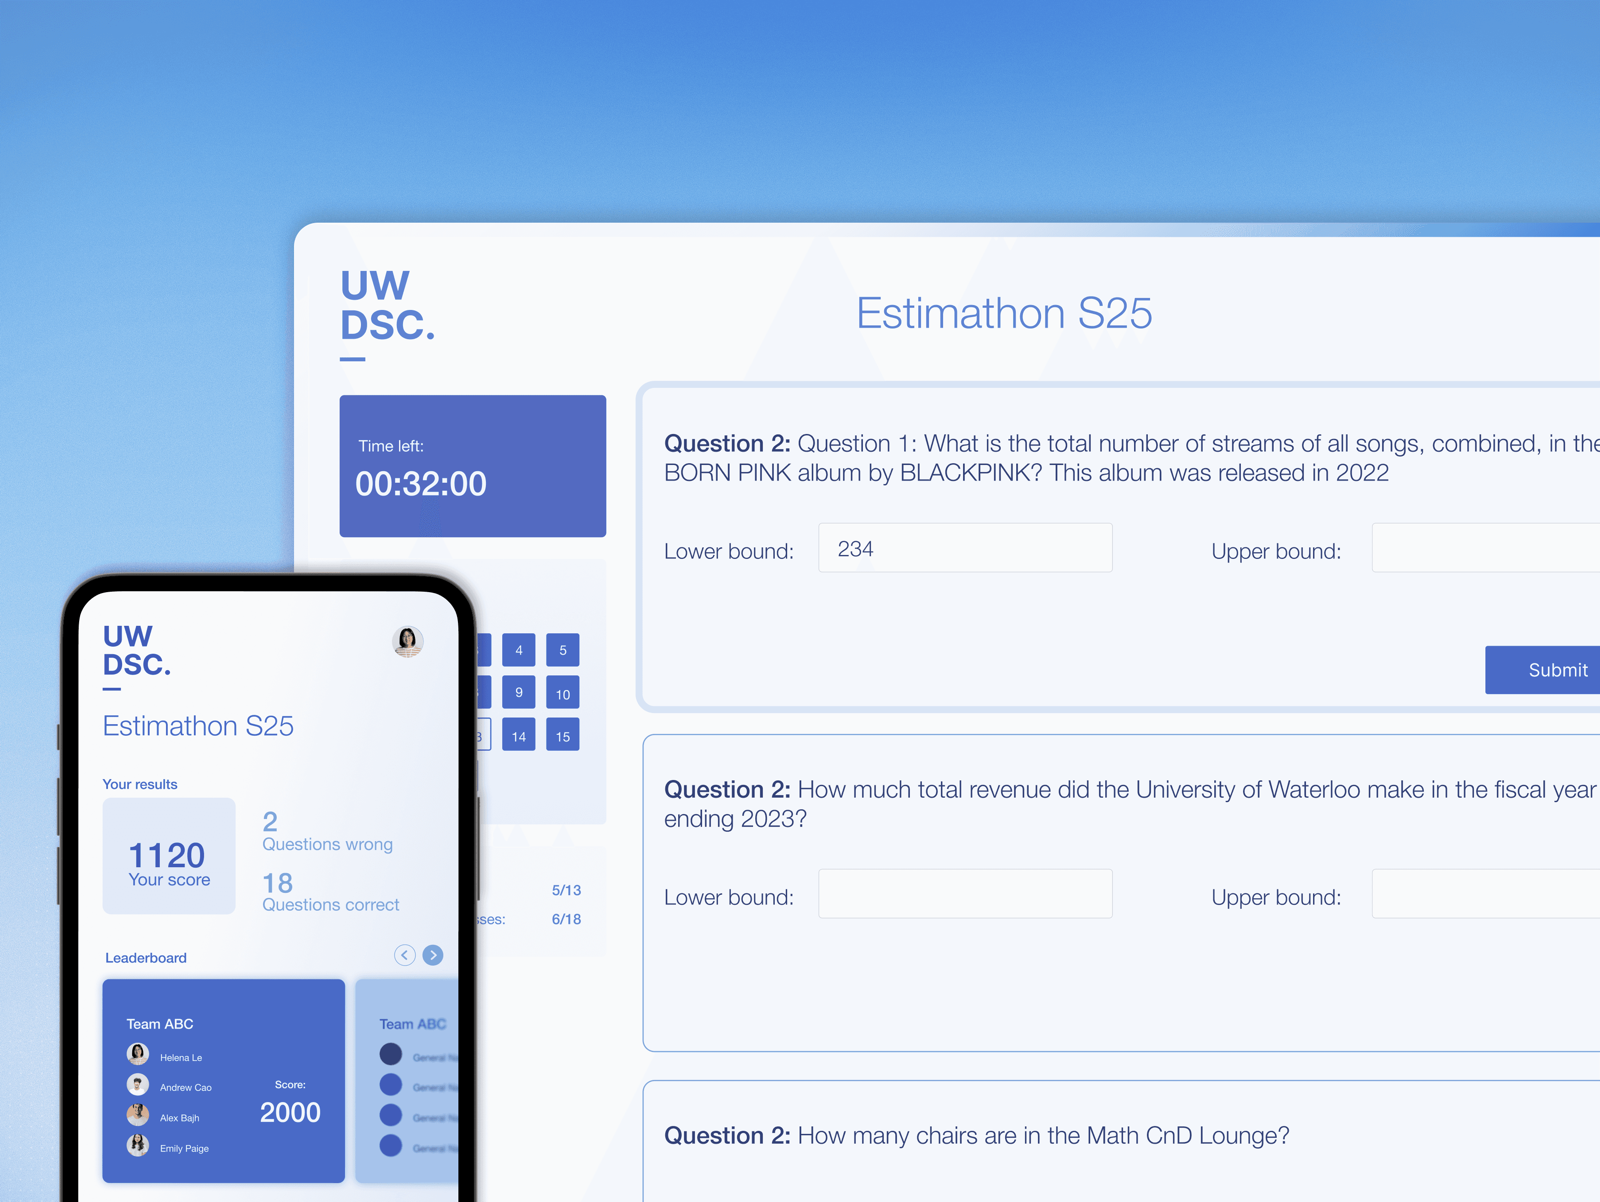 UW
DSC.
Estimathon S25
Time left:
00:32:00
4
5
9
10
14
15
5/13
6/18
Question 2: Question 1: What is the total number of streams of all songs, combined, in the
BORN PINK album by BLACKPINK? This album was released in 2022
Lower bound:
234
Upper bound:
Submit
Question 2: How much total revenue did the University of Waterloo make in the fiscal year
ending 2023?
Lower bound:
Upper bound:
Question 2: How many chairs are in the Math CnD Lounge?
UW
DSC.
Estimathon S25
Your results
1120
Your score
2
Questions wrong
18
Questions correct
Leaderboard
Team ABC
Helena Le
Andrew Cao
Alex Bajh
Emily Paige
Score:
2000
Team ABC
General
General
General
General